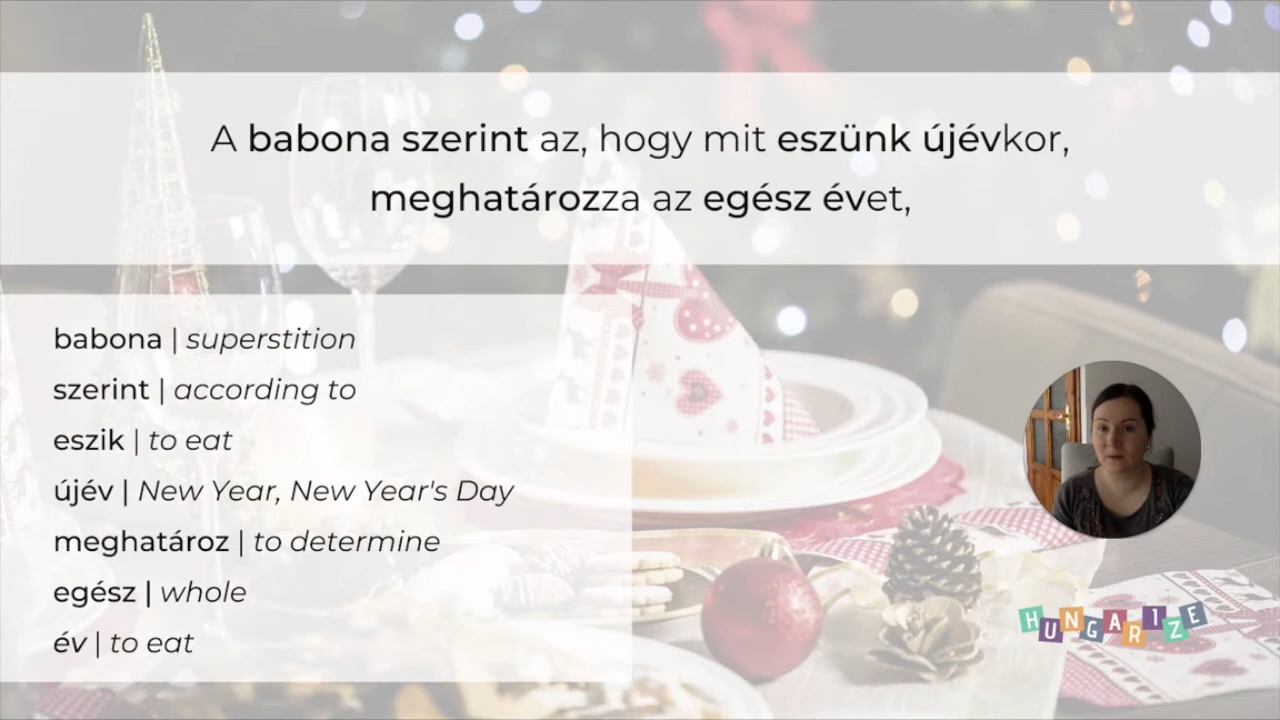 A babona szerint az, hogy mit eszünk újévkor,
meghatározza az egész évet,
babona | superstition
szerint | according to
eszik | to eat
újév | New Year, New Year's Day
meghatároz | to determine
egész | whole
év | to eat
HUNGARIZE